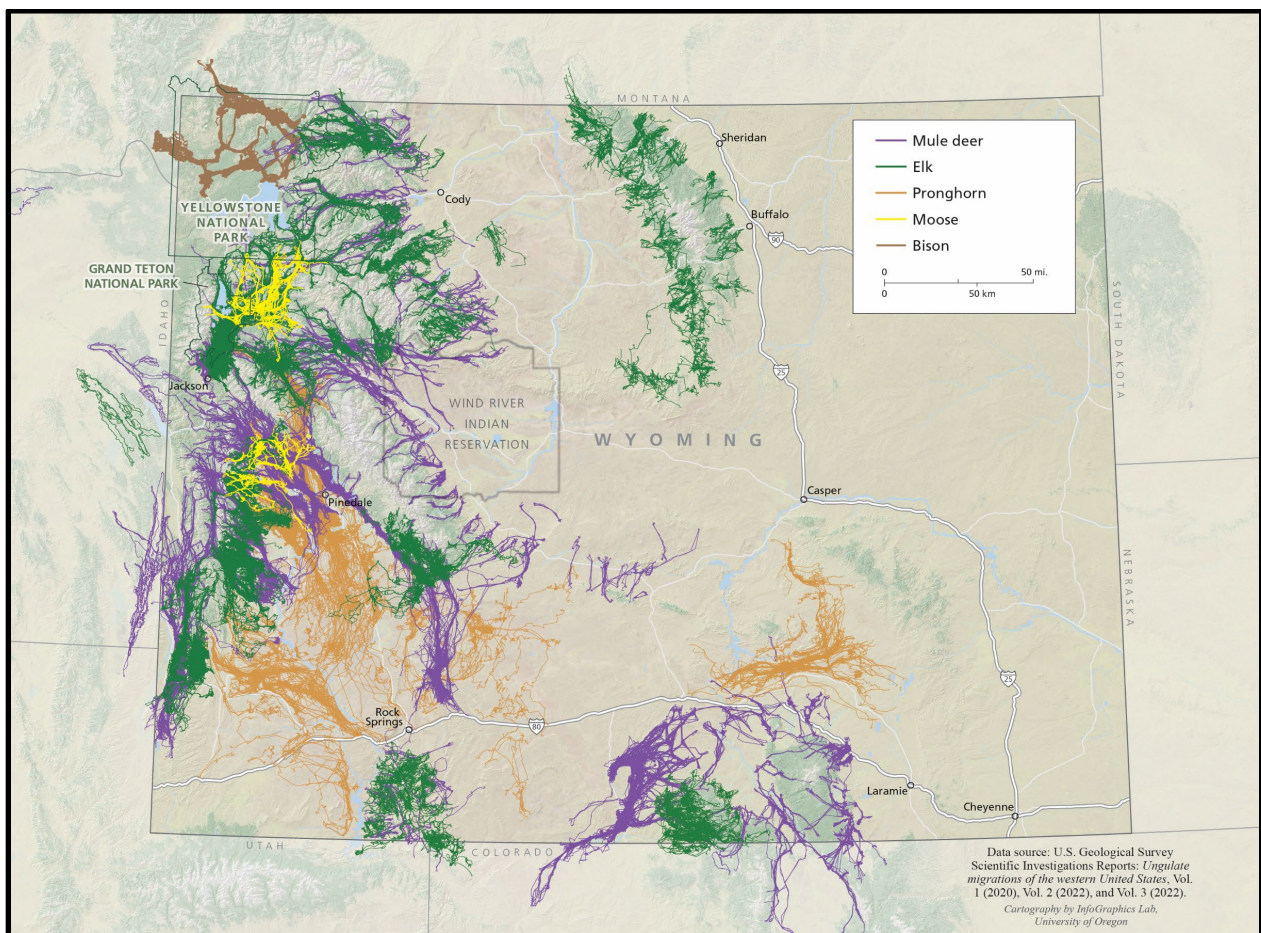 MONTANA
Sheridan
Mule deer
Elk
Pronghorn
Moose
Bison
0 50 mi.
0 50 km
Cody
YELLOWSTONE
NATIONAL
PARK
Buffalo
90
GRAND TETON
NATIONAL PARK
IDAHO
SOUTH DAKOTA
25
Jackson
WIND RIVER
INDIAN
RESERVATION
WYOMING
Pinedale
Casper
NEBRASKA
25
Rock
Springs
80
Laramie
Cheyenne
UTAH
COLORADO
Data source: U.S. Geological Survey
Scientific Investigations Reports: Ungulate
migrations of the western United States, Vol.
1 (2020), Vol. 2 (2022), and Vol. 3 (2022).
Cartography by InfoGraphics Lab,
University of Oregon